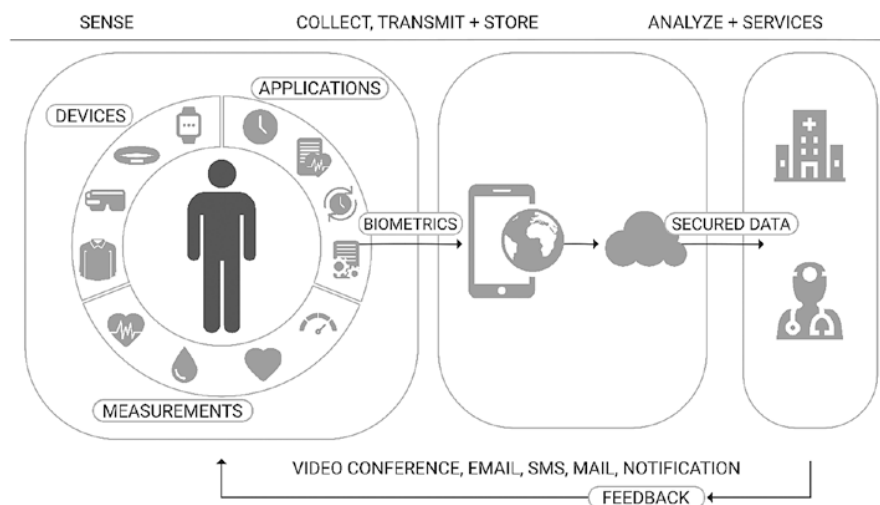 SENSE
COLLECT, TRANSMIT + STORE
ANALYZE + SERVICES
APPLICATIONS
DEVICES
BIOMETRICS
SECURED DATA
MEASUREMENTS
VIDEO CONFERENCE, EMAIL, SMS, MAIL, NOTIFICATION
FEEDBACK